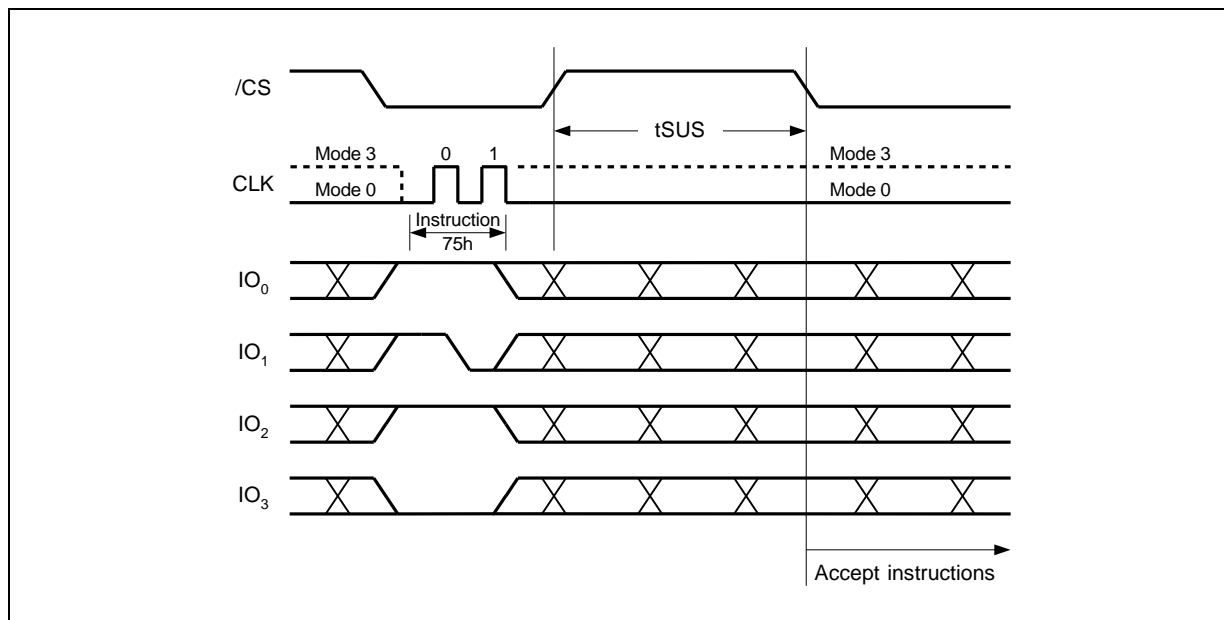 /CS
tSUS
Mode 3 0 1 Mode 3
CLK
Mode 0 Mode 0
Instruction
75h
IO0
IO1
IO2
IO3
Accept instructions